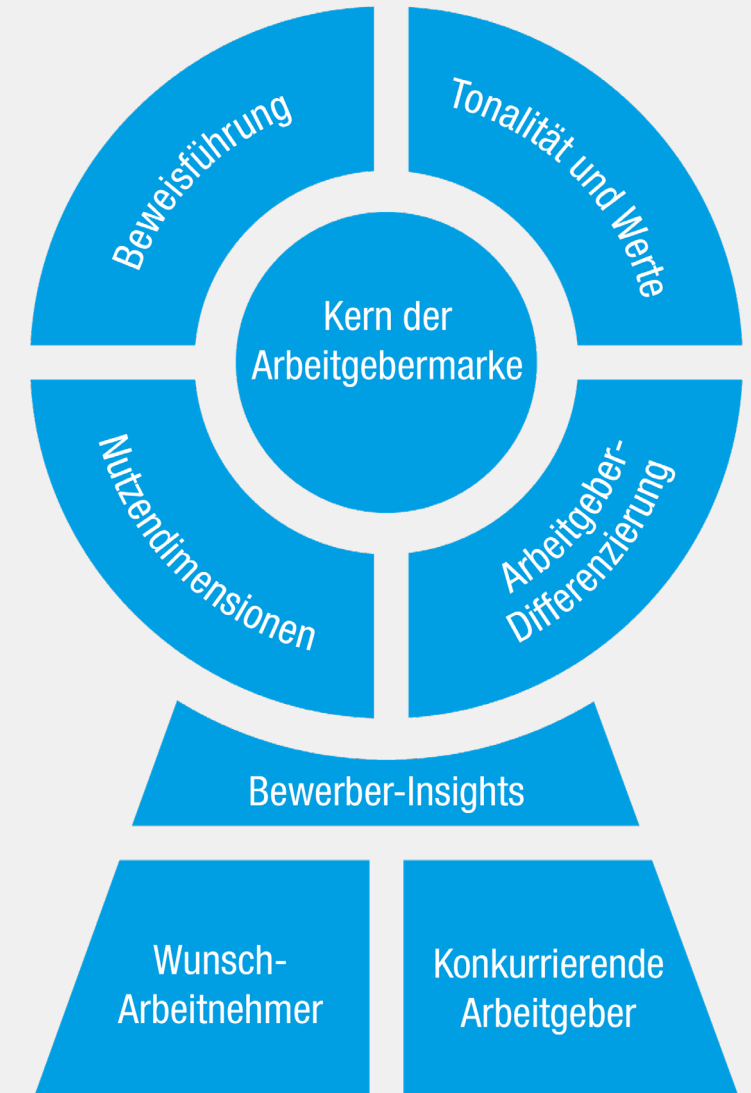 Beweisführung
Tonalität und Werte
Kern der
Arbeitgebermarke
Nutzendimensionen
Arbeitgeber-
Differenzierung
Bewerber-Insights
Wunsch-
Arbeitnehmer
Konkurrierende
Arbeitgeber